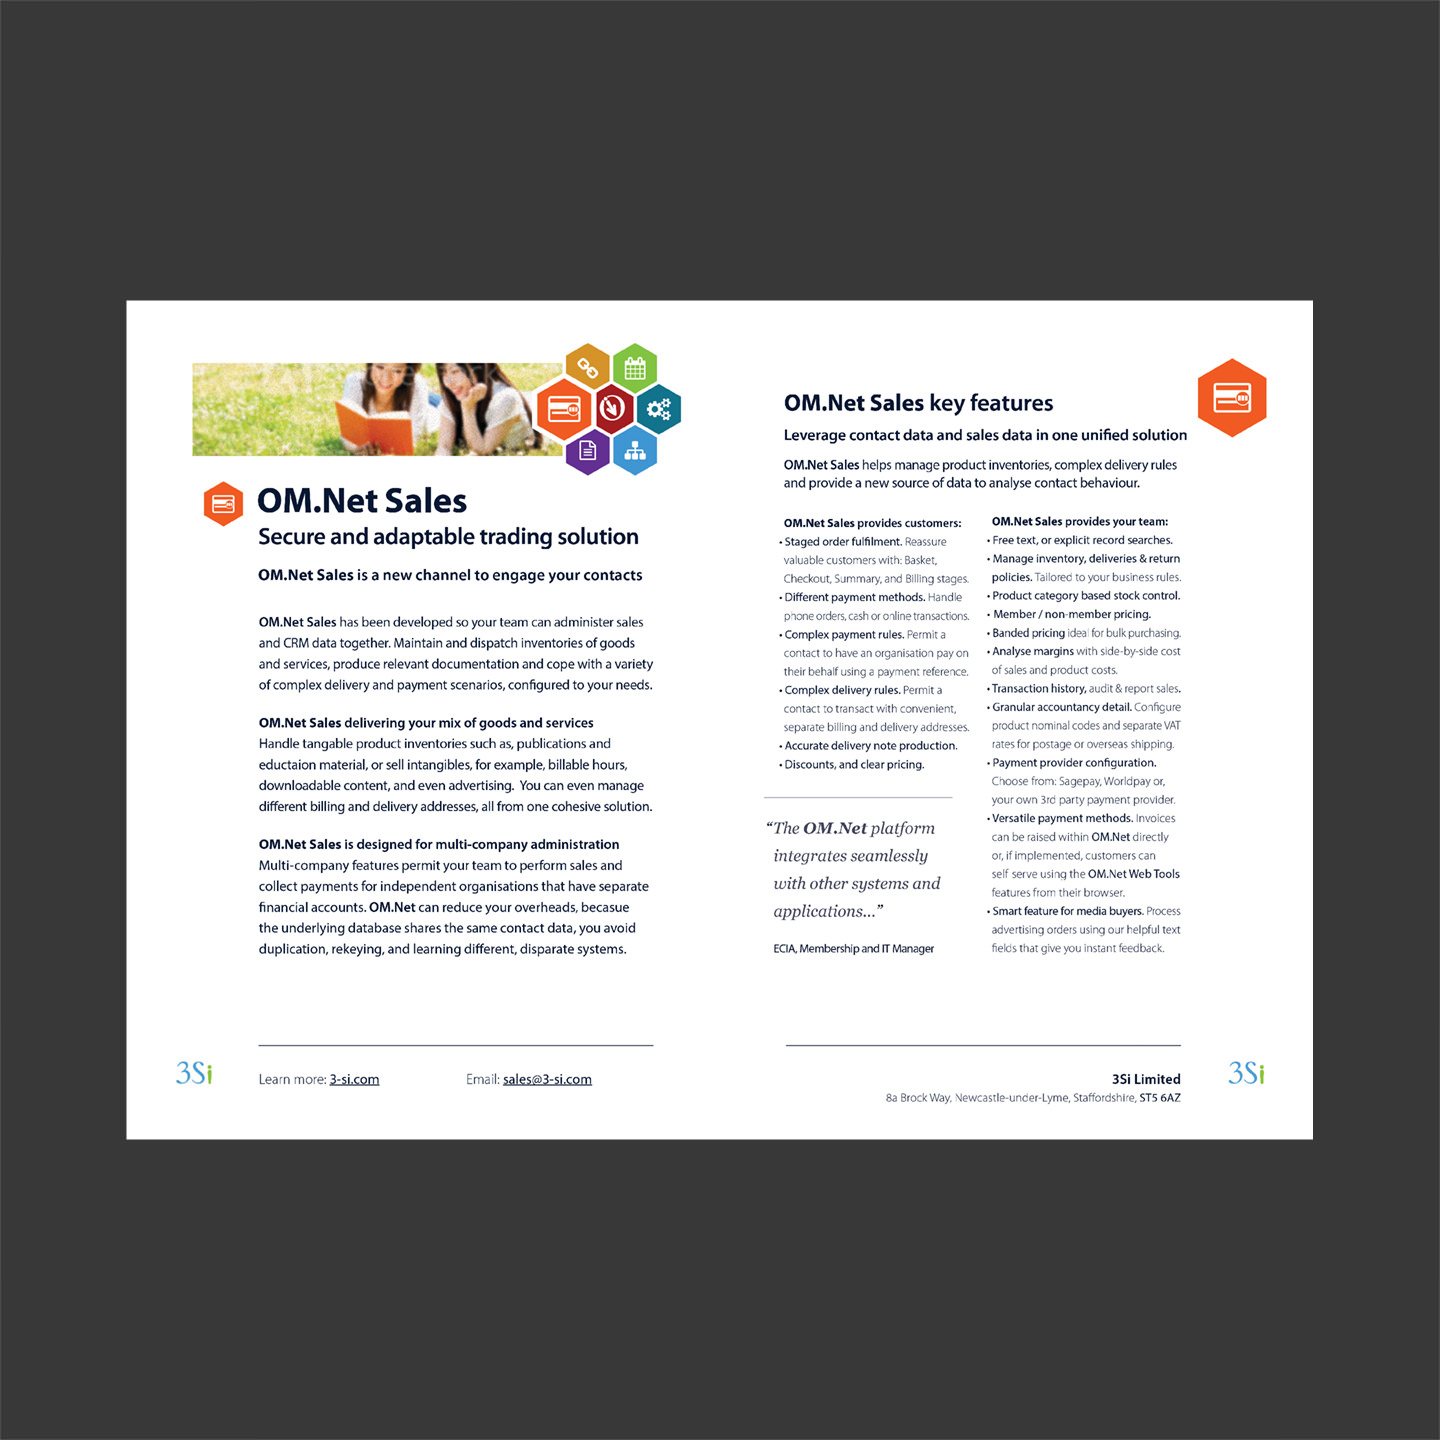 OM.Net Sales
Secure and adaptable trading solution
OM.Net Sales is a new channel to engage your contacts
OM.Net Sales has been developed so your team can administer sales
and CRM data together. Maintain and dispatch inventories of goods
and services, produce relevant documentation and cope with a variety
of complex delivery and payment scenarios, configured to your needs.
OM.Net Sales delivering your mix of goods and services
Handle tangable product inventories such as, publications and
eductaion material, or sell intangibles, for example, billable hours,
downloadable content, and even advertising. You can even manage
different billing and delivery addresses, all from one cohesive solution.
OM.Net Sales is designed for multi-company administration
Multi-company features permit your team to perform sales and
collect payments for independent organisations that have separate
financial accounts. OM.Net can reduce your overheads, becasue
the underlying database shares the same contact data, you avoid
duplication, rekeying, and learning different, disparate systems.
3Si
Learn more: 3-si.com
Email: sales@3-si.com
OM.Net Sales key features
Leverage contact data and sales data in one unified solution
OM.Net Sales helps manage product inventories, complex delivery rules
and provide a new source of data to analyse contact behaviour.
OM.Net Sales provides customers:
• Staged order fulfilment. Reassure
valuable customers with: Basket,
Checkout, Summary, and Billing stages.
• Different payment methods. Handle
phone orders, cash or online transactions.
• Complex payment rules. Permit a
contact to have an organisation pay on
their behalf using a payment reference.
• Complex delivery rules. Permit a
contact to transact with convenient,
separate billing and delivery addresses.
• Accurate delivery note production.
• Discounts, and clear pricing.
“The OM.Net platform
integrates seamlessly
with other systems and
applications...”
ECIA, Membership and IT Manager
OM.Net Sales provides your team:
• Free text, or explicit record searches.
• Manage inventory, deliveries & return
policies. Tailored to your business rules.
• Product category based stock control.
• Member / non-member pricing.
• Banded pricing ideal for bulk purchasing.
• Analyse margins with side-by-side cost
of sales and product costs.
• Transaction history, audit & report sales.
• Granular accountancy detail. Configure
product nominal codes and separate VAT
rates for postage or overseas shipping.
• Payment provider configuration.
Choose from: Sagepay, Worldpay or,
your own 3rd party payment provider.
• Versatile payment methods. Invoices
can be raised within OM.Net directly
or, if implemented, customers can
self serve using the OM.Net Web Tools
features from their browser.
• Smart feature for media buyers. Process
advertising orders using our helpful text
fields that give you instant feedback.
3Si Limited
8a Brock Way, Newcastle-under-Lyme, Staffordshire, ST5 6AZ
3Si